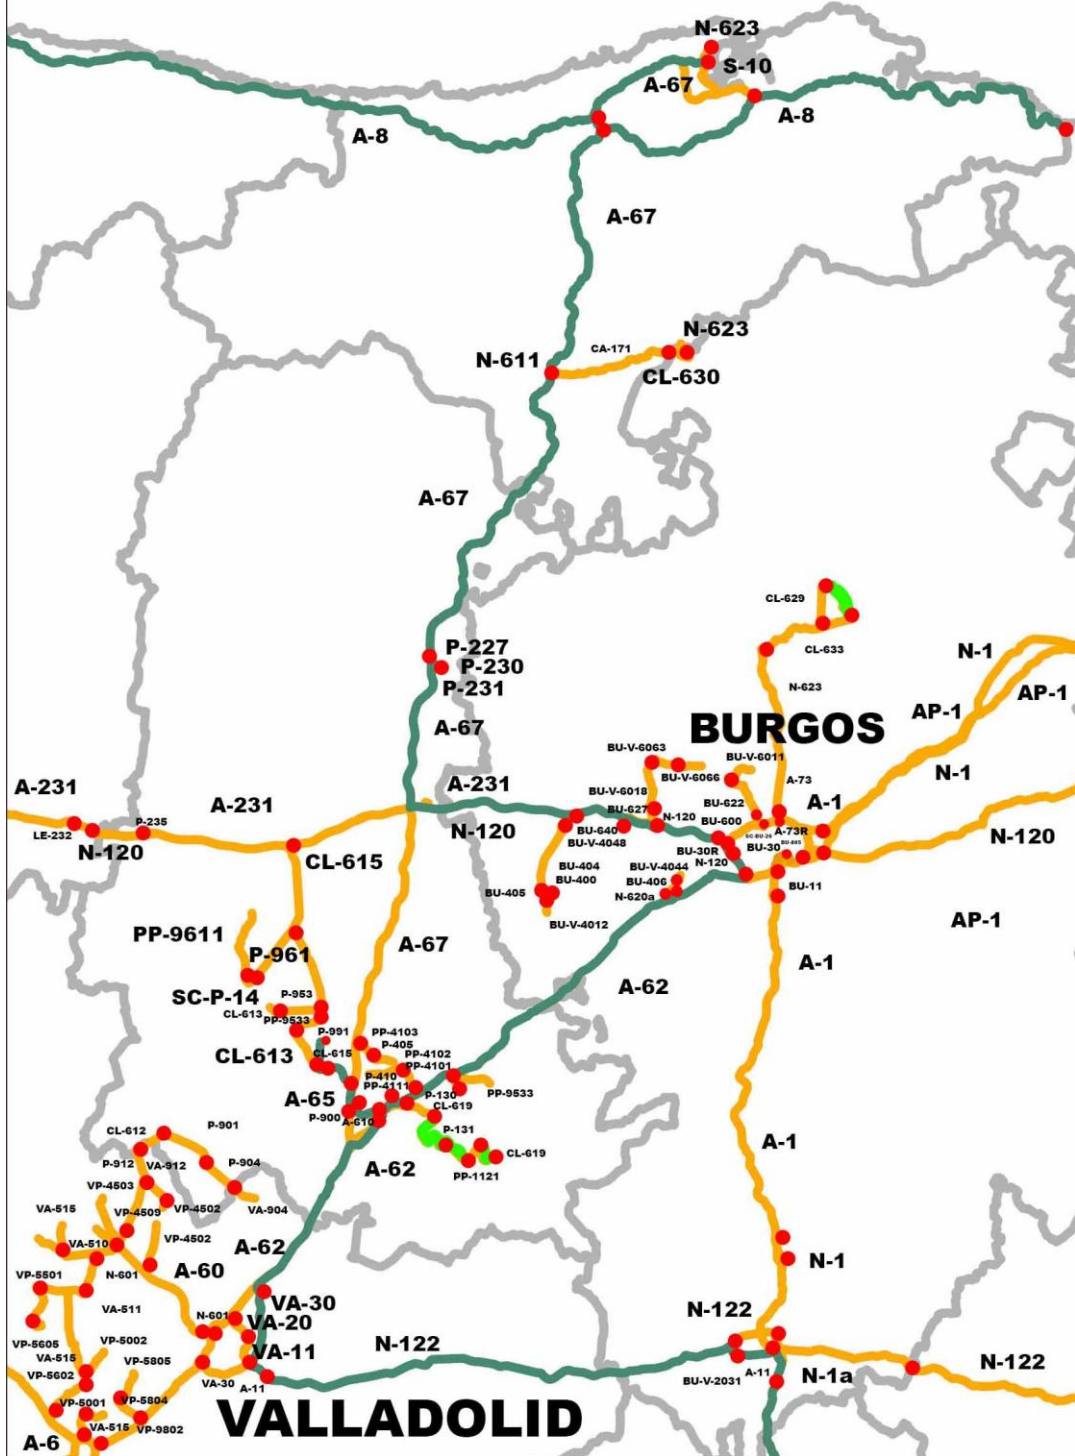 N-623
S-10
A-67
A-8
A-8
A-67
N-623
CA-171
N-611
CL-630
A-67
CL-629
P-227
CL-633
N-1
P-230
P-231
N-623
AP-1
AP-1
A-67
BURGOS
BU-V-6063
BU-V-6011
BU-V-6066
N-1
A-231
A-231
A-73
A-231
BU-V-6018
A-1
BU-627
BU-622
N-120
P-235
BU-600
LE-232
N-120
BU-640
A-73R
N-120
BU-V-4048
BU-30R
BU-30
N-120
CL-615
BU-404
BU-V-4044
N-120
BU-400
BU-406
BU-11
BU-405
N-620a
BU-V-4012
AP-1
PP-9611
A-67
P-961
A-1
A-62
SC-P-14
P-953
CL-613
PP-9533
P-991
PP-4103
P-405
CL-613
CL-615
PP-4102
PP-4101
P-410
PP-4111
PP-9533
A-65
P-130
CL-619
P-900
A-610
P-131
CL-612
P-901
A-1
CL-619
P-912
VA-912
P-904
A-62
PP-1121
VP-4503
VP-4502
VA-904
VA-515
VP-4509
VP-4502
VA-510
A-62
N-1
VP-5501
N-601
A-60
VA-30
VA-511
N-122
N-601
VA-20
VP-5605
VP-5002
VA-11
N-122
VA-515
VP-5805
N-122
VP-5602
VA-30
A-11
BU-V-2031
A-11
N-1a
VP-5001
VP-5804
VALLADOLID
VA-515
VP-9802
A-6